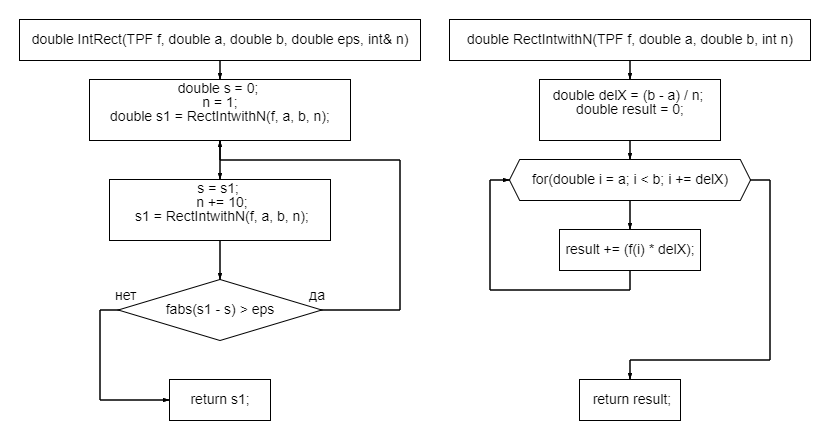 double IntRect(TPF f, double a, double b, double eps, int& n)
double s = 0;
n = 1;
double s1 = RectIntwithN(f, a, b, n);
s = s1;
n += 10;
s1 = RectIntwithN(f, a, b, n);
нет
да
fabs(s1 - s) > eps
return s1;
double RectIntwithN(TPF f, double a, double b, int n)
double delX = (b - a) / n;
double result = 0;
for(double i = a; i < b; i += delX)
result += (f(i) * delX);
return result;